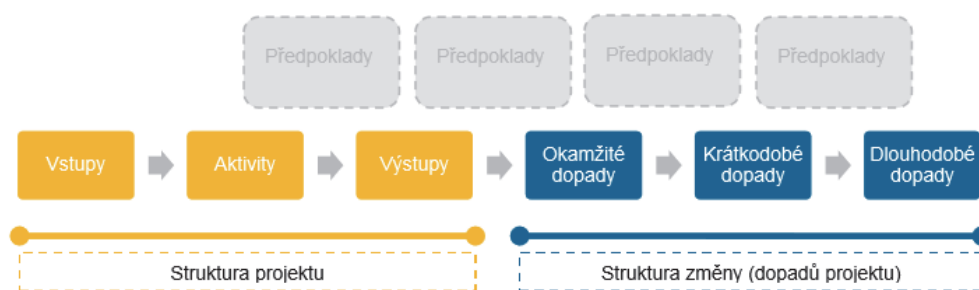 Předpoklady
Předpoklady
Předpoklady
Předpoklady
Vstupy
Aktivity
Výstupy
Okamžité
dopady
Krátkodobé
dopady
Dlouhodobé
dopady
Struktura projektu
Struktura změny (dopadů projektu)